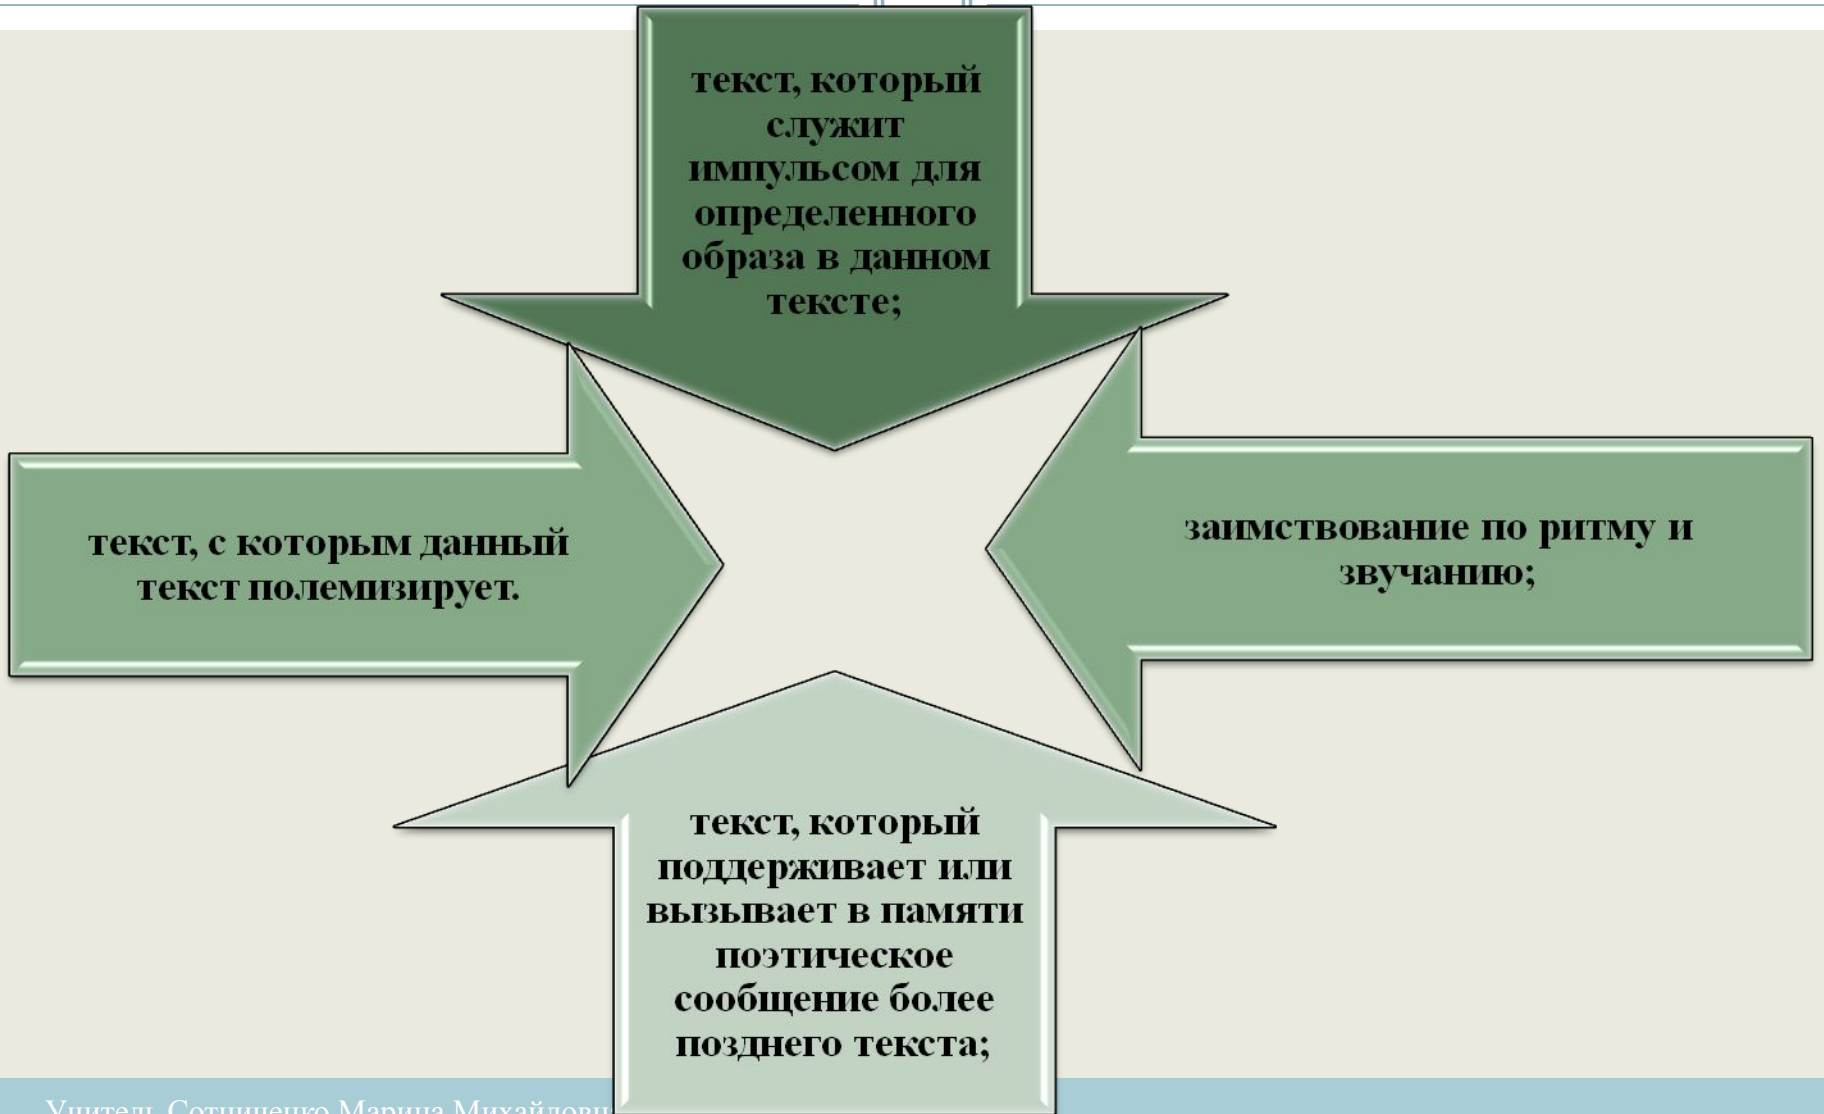 текст, который
служит
импульсом для
определенного
образа в данном
тексте;
заимствование по ритму и
звучанию;
текст, который
поддерживает или
вызывает в памяти
поэтическое
сообщение более
позднего текста;
текст, с которым данный
текст полемизирует.
Учитель Сотниченко Марина Михайловна